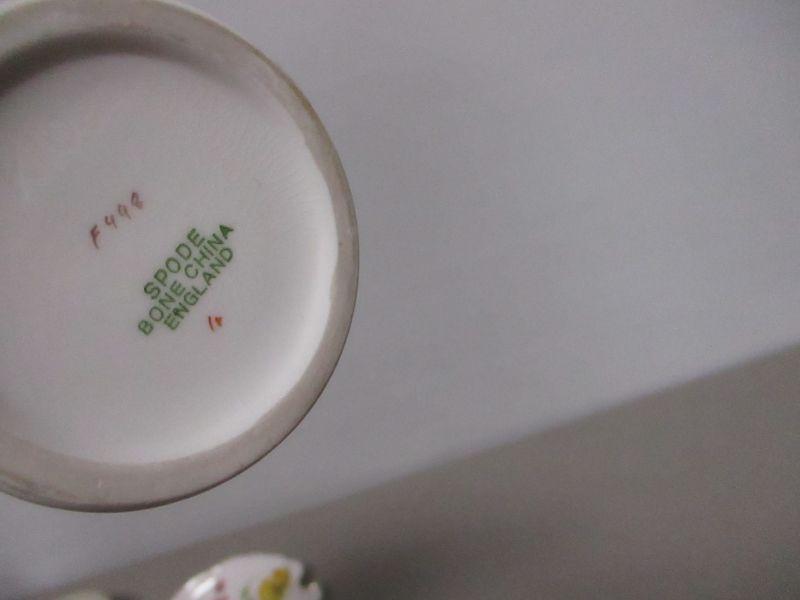 F498
SPODE
BONE CHINA
ENGLAND